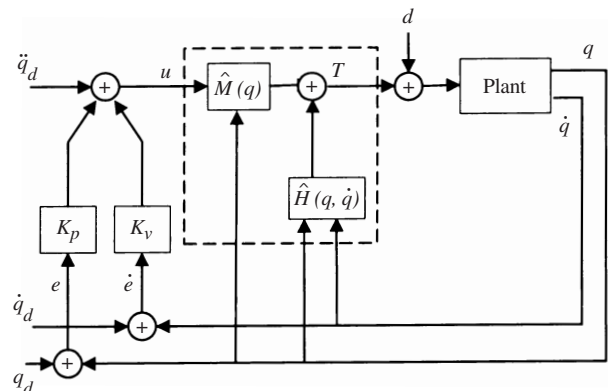 d
q̈_d
u
M̂(q)
T
Plant
q
q̇
+
+
+
Ĥ(q, q̇)
K_p
K_v
e
ė
q̇_d
+
q_d
+